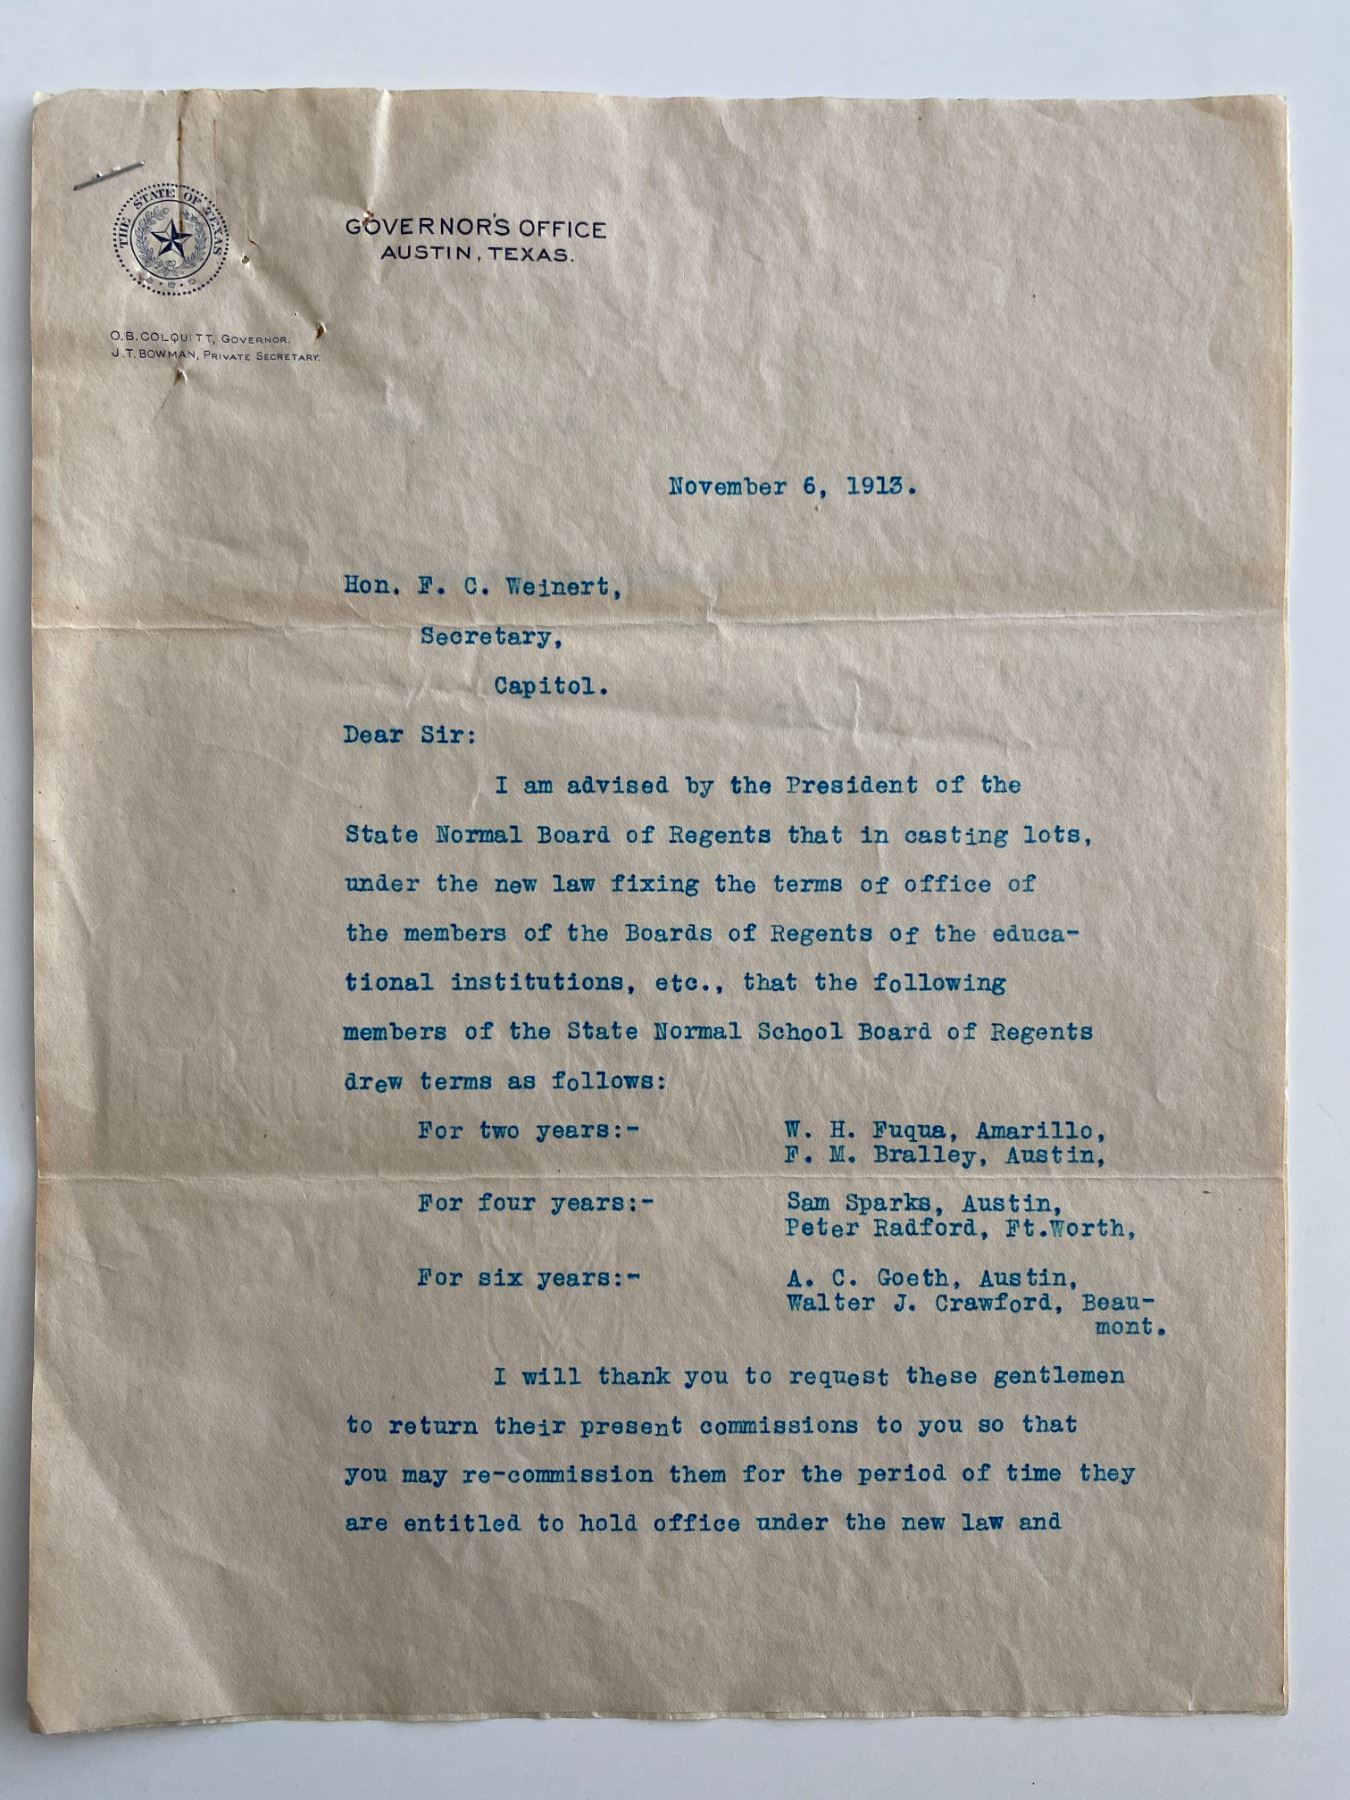 THE STATE OF TEXAS
GOVERNOR'S OFFICE
AUSTIN, TEXAS.
O.B. COLQUITT, GOVERNOR.
J.T. BOWMAN, PRIVATE SECRETARY.
November 6, 1913.
Hon. F. C. Weinert,
Secretary,
Capitol.
Dear Sir:
I am advised by the President of the
State Normal Board of Regents that in casting lots,
under the new law fixing the terms of office of
the members of the Boards of Regents of the educa-
tional institutions, etc., that the following
members of the State Normal School Board of Regents
drew terms as follows:
For two years:- W. H. Fuqua, Amarillo,
F. M. Bralley, Austin,
For four years:- Sam Sparks, Austin,
Peter Radford, Ft.Worth,
For six years:- A. C. Goeth, Austin,
Walter J. Crawford, Beau-
mont.
I will thank you to request these gentlemen
to return their present commissions to you so that
you may re-commission them for the period of time they
are entitled to hold office under the new law and